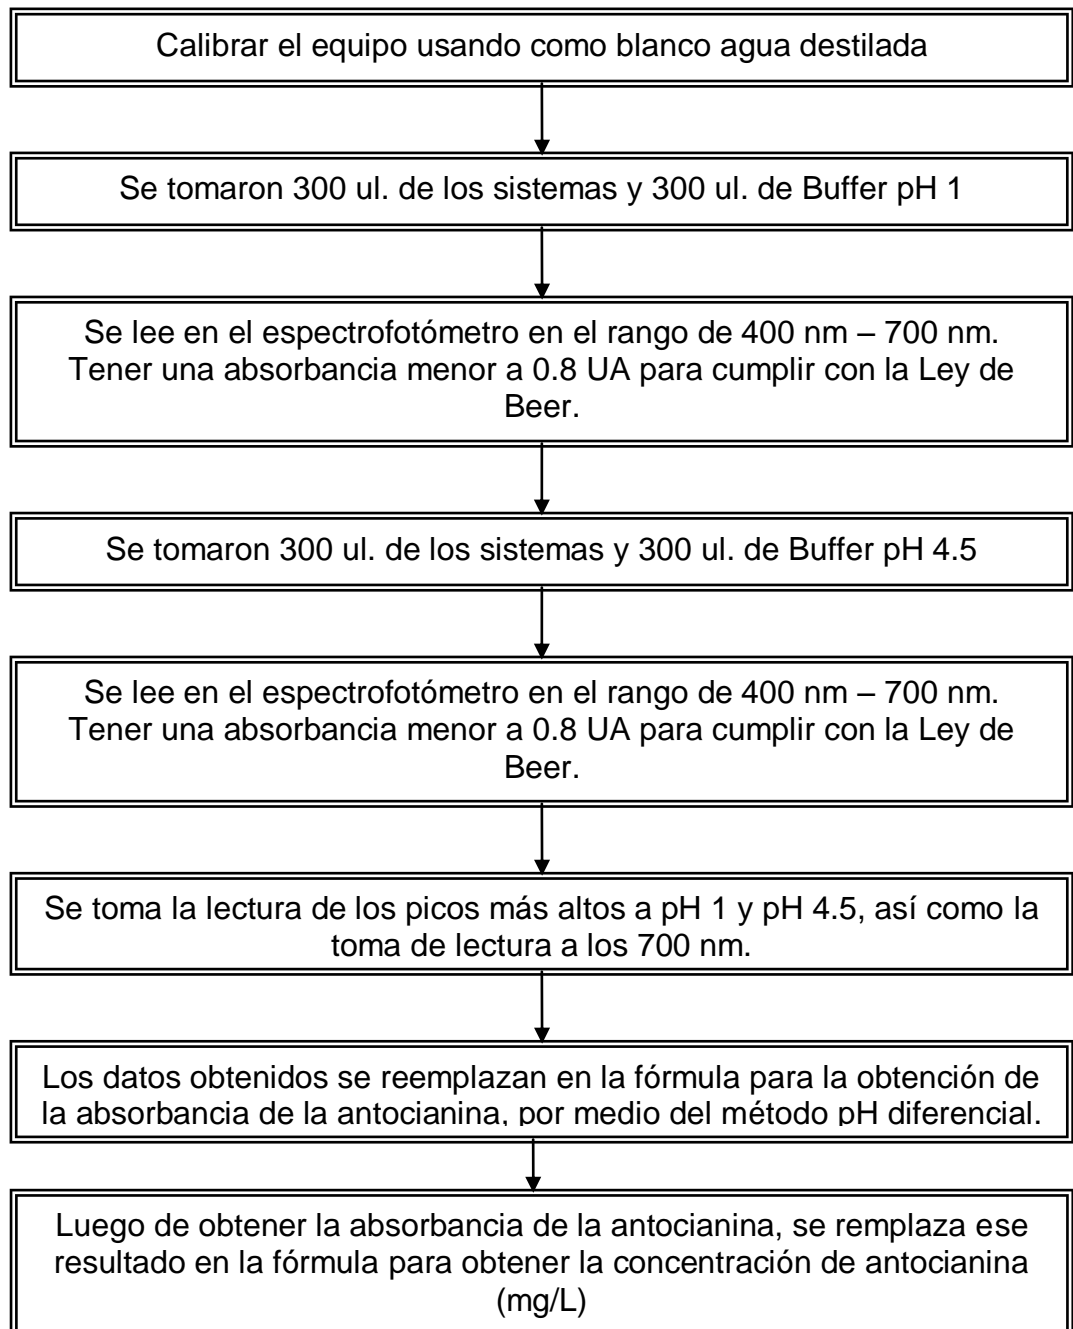 Calibrar el equipo usando como blanco agua destilada
Se tomaron 300 ul. de los sistemas y 300 ul. de Buffer pH 1
Se lee en el espectrofotómetro en el rango de 400 nm – 700 nm.
Tener una absorbancia menor a 0.8 UA para cumplir con la Ley de
Beer.
Se tomaron 300 ul. de los sistemas y 300 ul. de Buffer pH 4.5
Se lee en el espectrofotómetro en el rango de 400 nm – 700 nm.
Tener una absorbancia menor a 0.8 UA para cumplir con la Ley de
Beer.
Se toma la lectura de los picos más altos a pH 1 y pH 4.5, así como la
toma de lectura a los 700 nm.
Los datos obtenidos se reemplazan en la fórmula para la obtención de
la absorbancia de la antocianina, por medio del método pH diferencial.
Luego de obtener la absorbancia de la antocianina, se remplaza ese
resultado en la fórmula para obtener la concentración de antocianina
(mg/L)